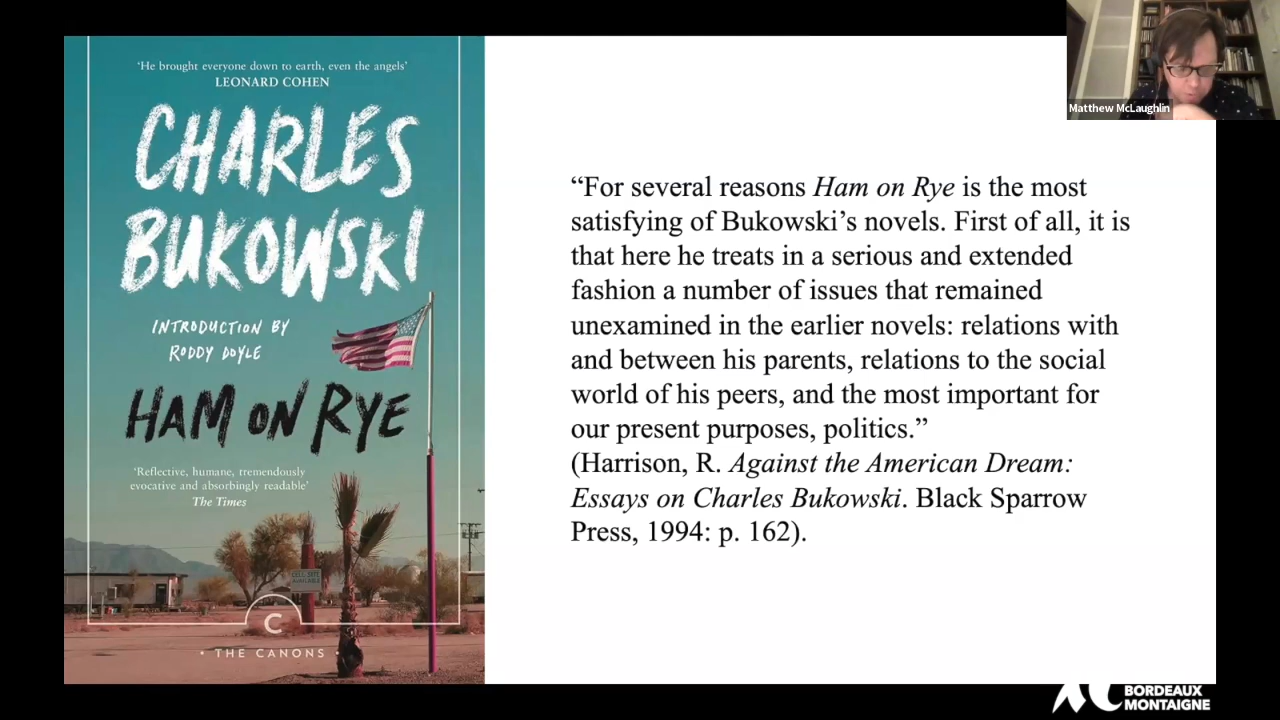 ‘He brought everyone down to earth, even the angels’
LEONARD COHEN
CHARLES
BUKOWSKI
INTRODUCTION BY
RODDY DOYLE
HAM ON RYE
‘Reflective, humane, tremendously
evocative and absorbingly readable’
The Times
CELL SITE
AVAILABLE
C
• THE CANONS •
“For several reasons Ham on Rye is the most
satisfying of Bukowski’s novels. First of all, it is
that here he treats in a serious and extended
fashion a number of issues that remained
unexamined in the earlier novels: relations with
and between his parents, relations to the social
world of his peers, and the most important for
our present purposes, politics.”
(Harrison, R. Against the American Dream:
Essays on Charles Bukowski. Black Sparrow
Press, 1994: p. 162).
Matthew McLaughlin
BORDEAUX
MONTAIGNE